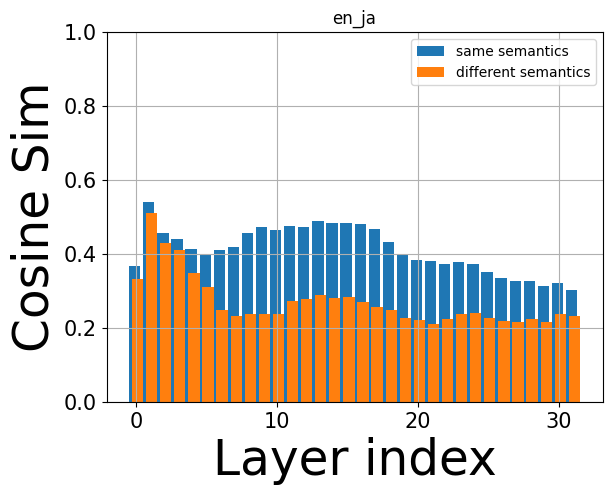 en_ja
same semantics
different semantics
1.0
0.8
0.6
0.4
0.2
0.0
Cosine Sim
0 10 20 30
Layer index